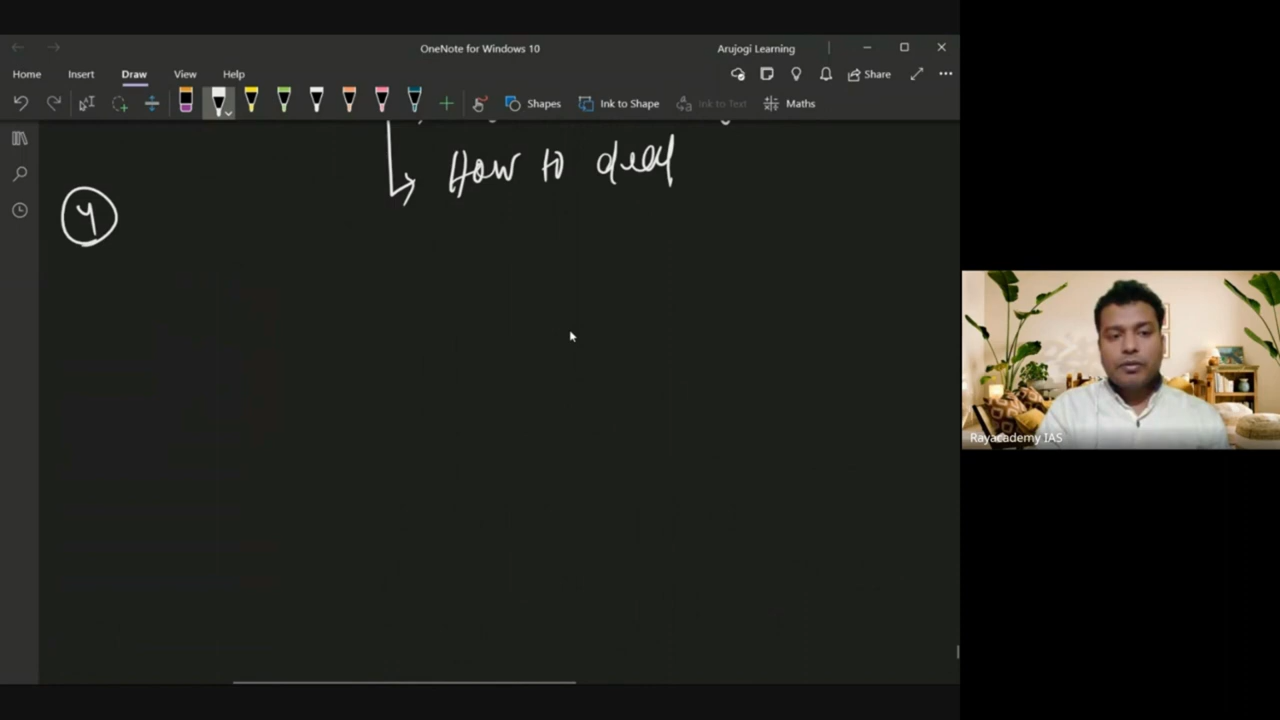 OneNote for Windows 10
Arujogi Learning
Home Insert Draw View Help
Share
Shapes
Ink to Shape
Ink to Text
Maths
How to deal
4
Rayacademy IAS